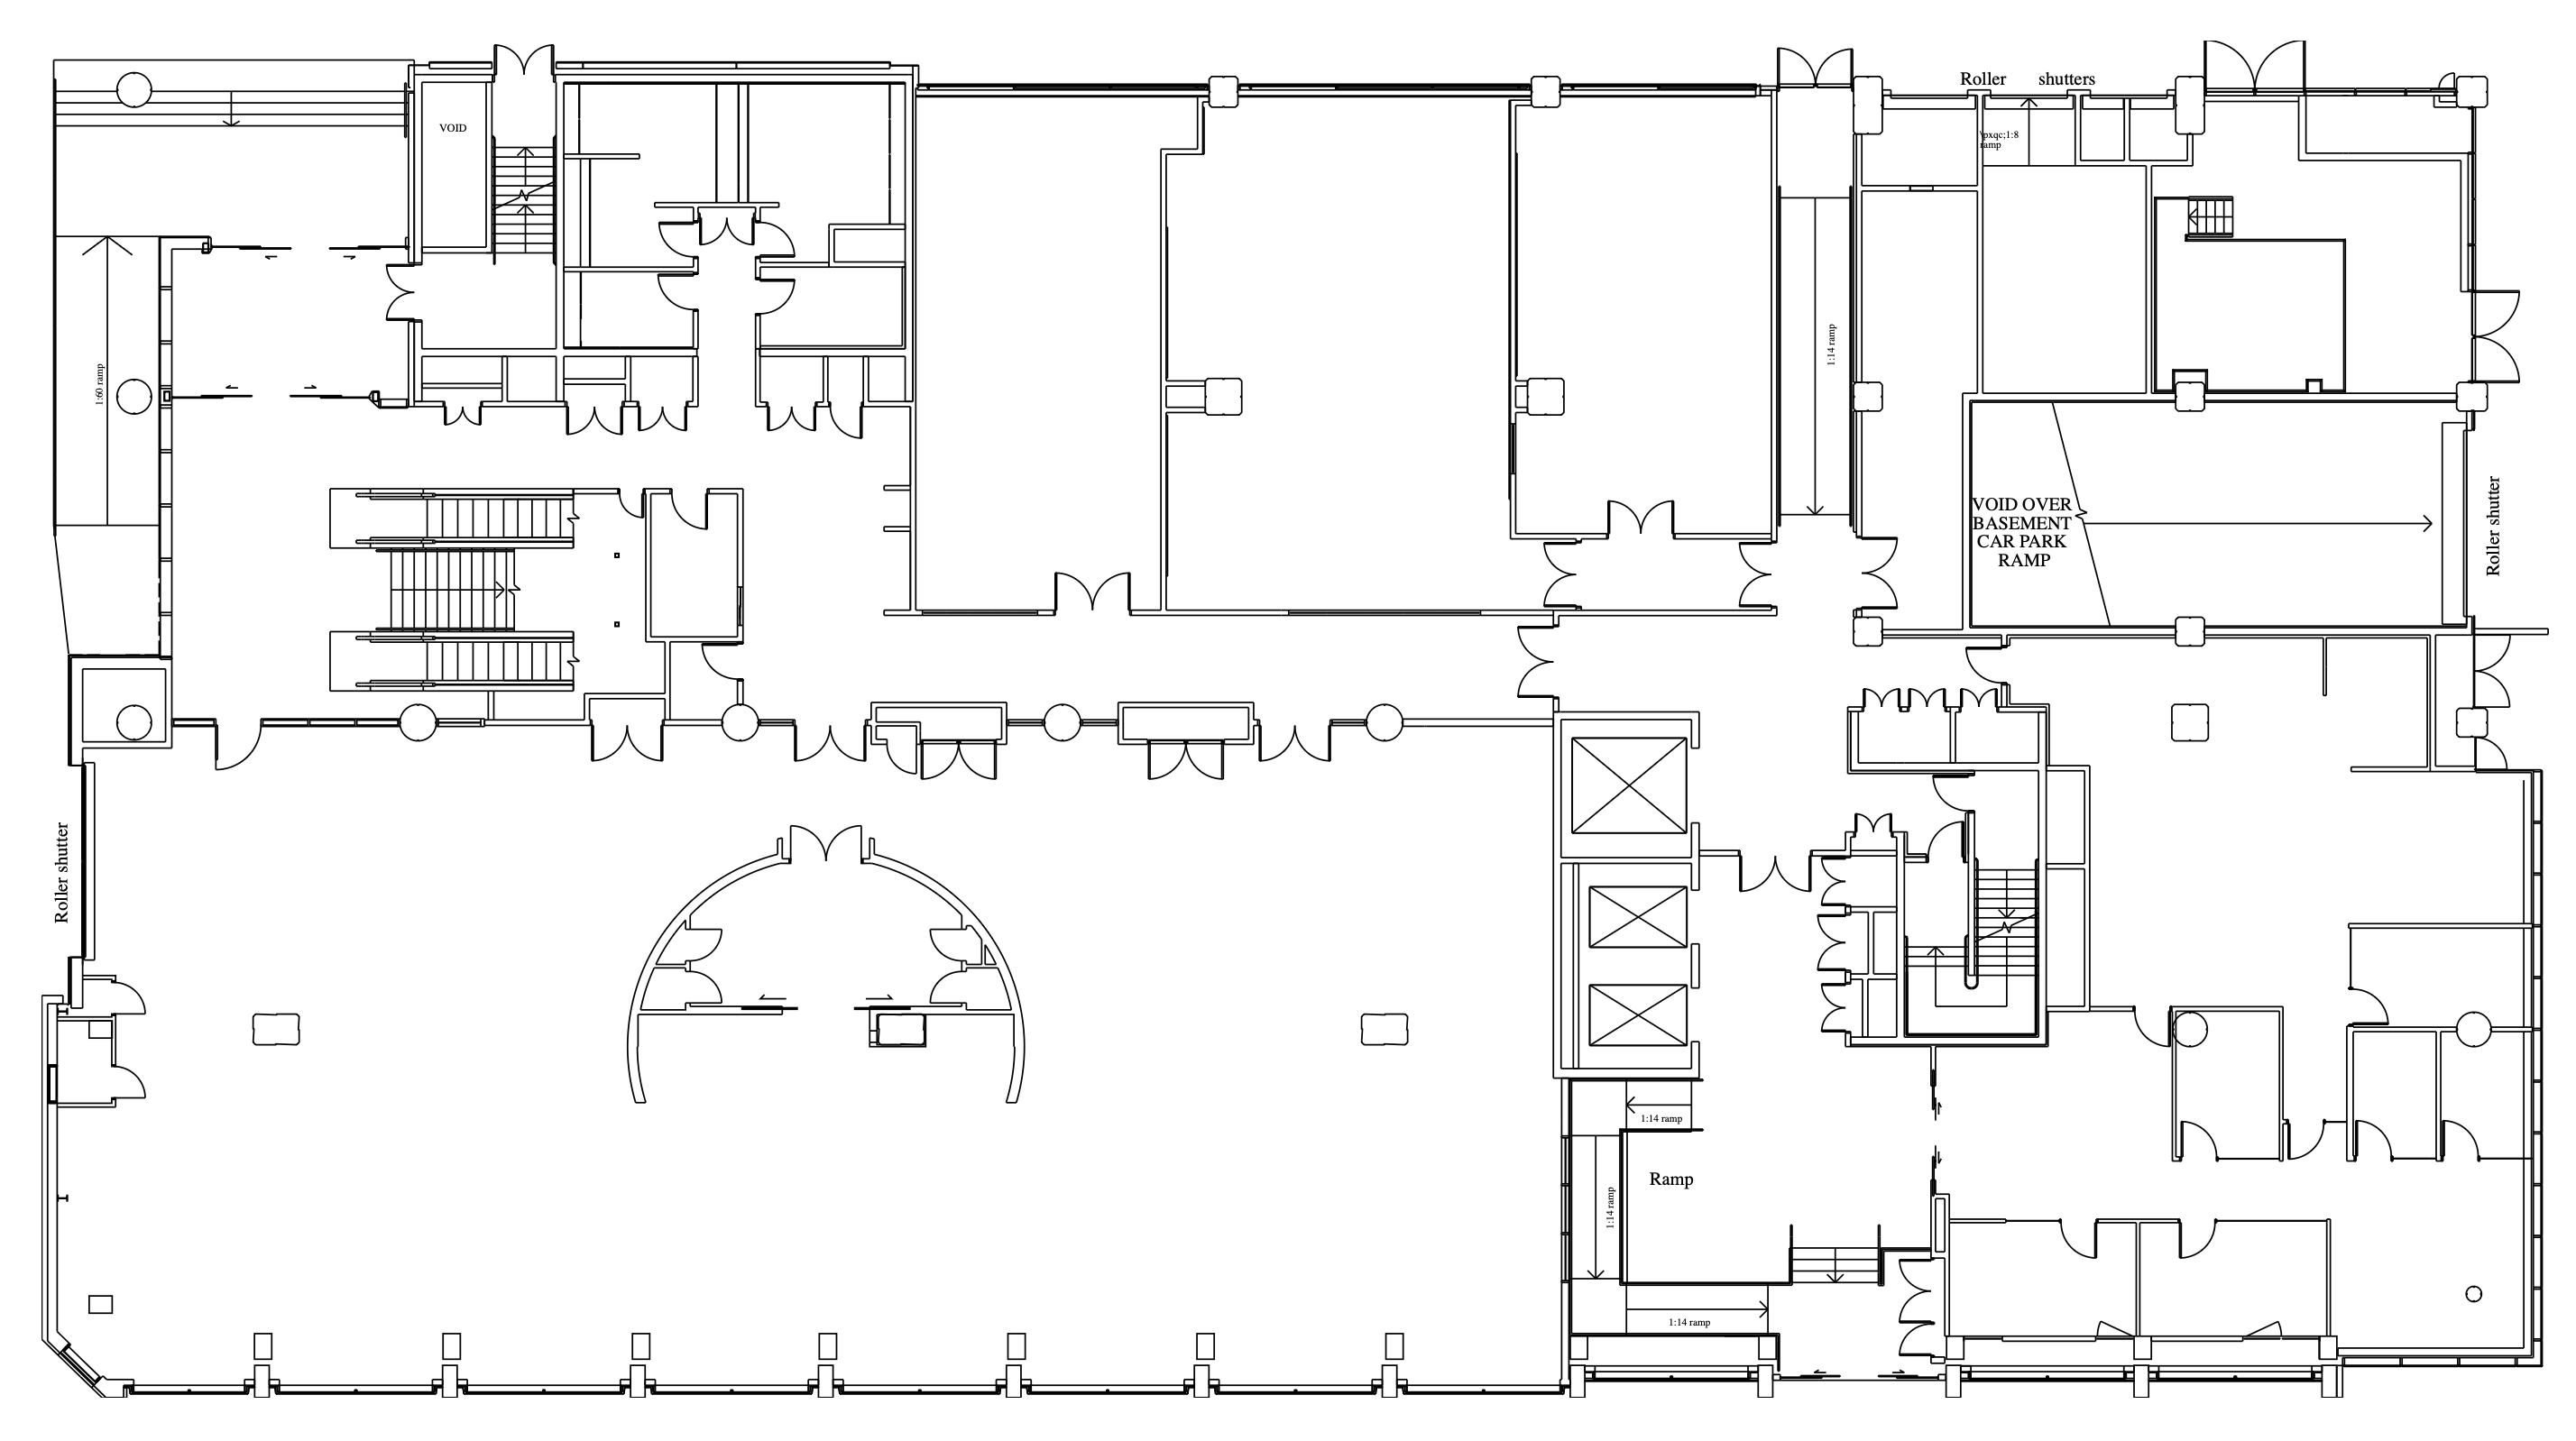 Roller shutters
VOID
\pxqc;1:8
ramp
1:14 ramp
1:60 ramp
VOID OVER
BASEMENT
CAR PARK
RAMP
Roller shutter
Roller shutter
1:14 ramp
Ramp
1:14 ramp
1:14 ramp